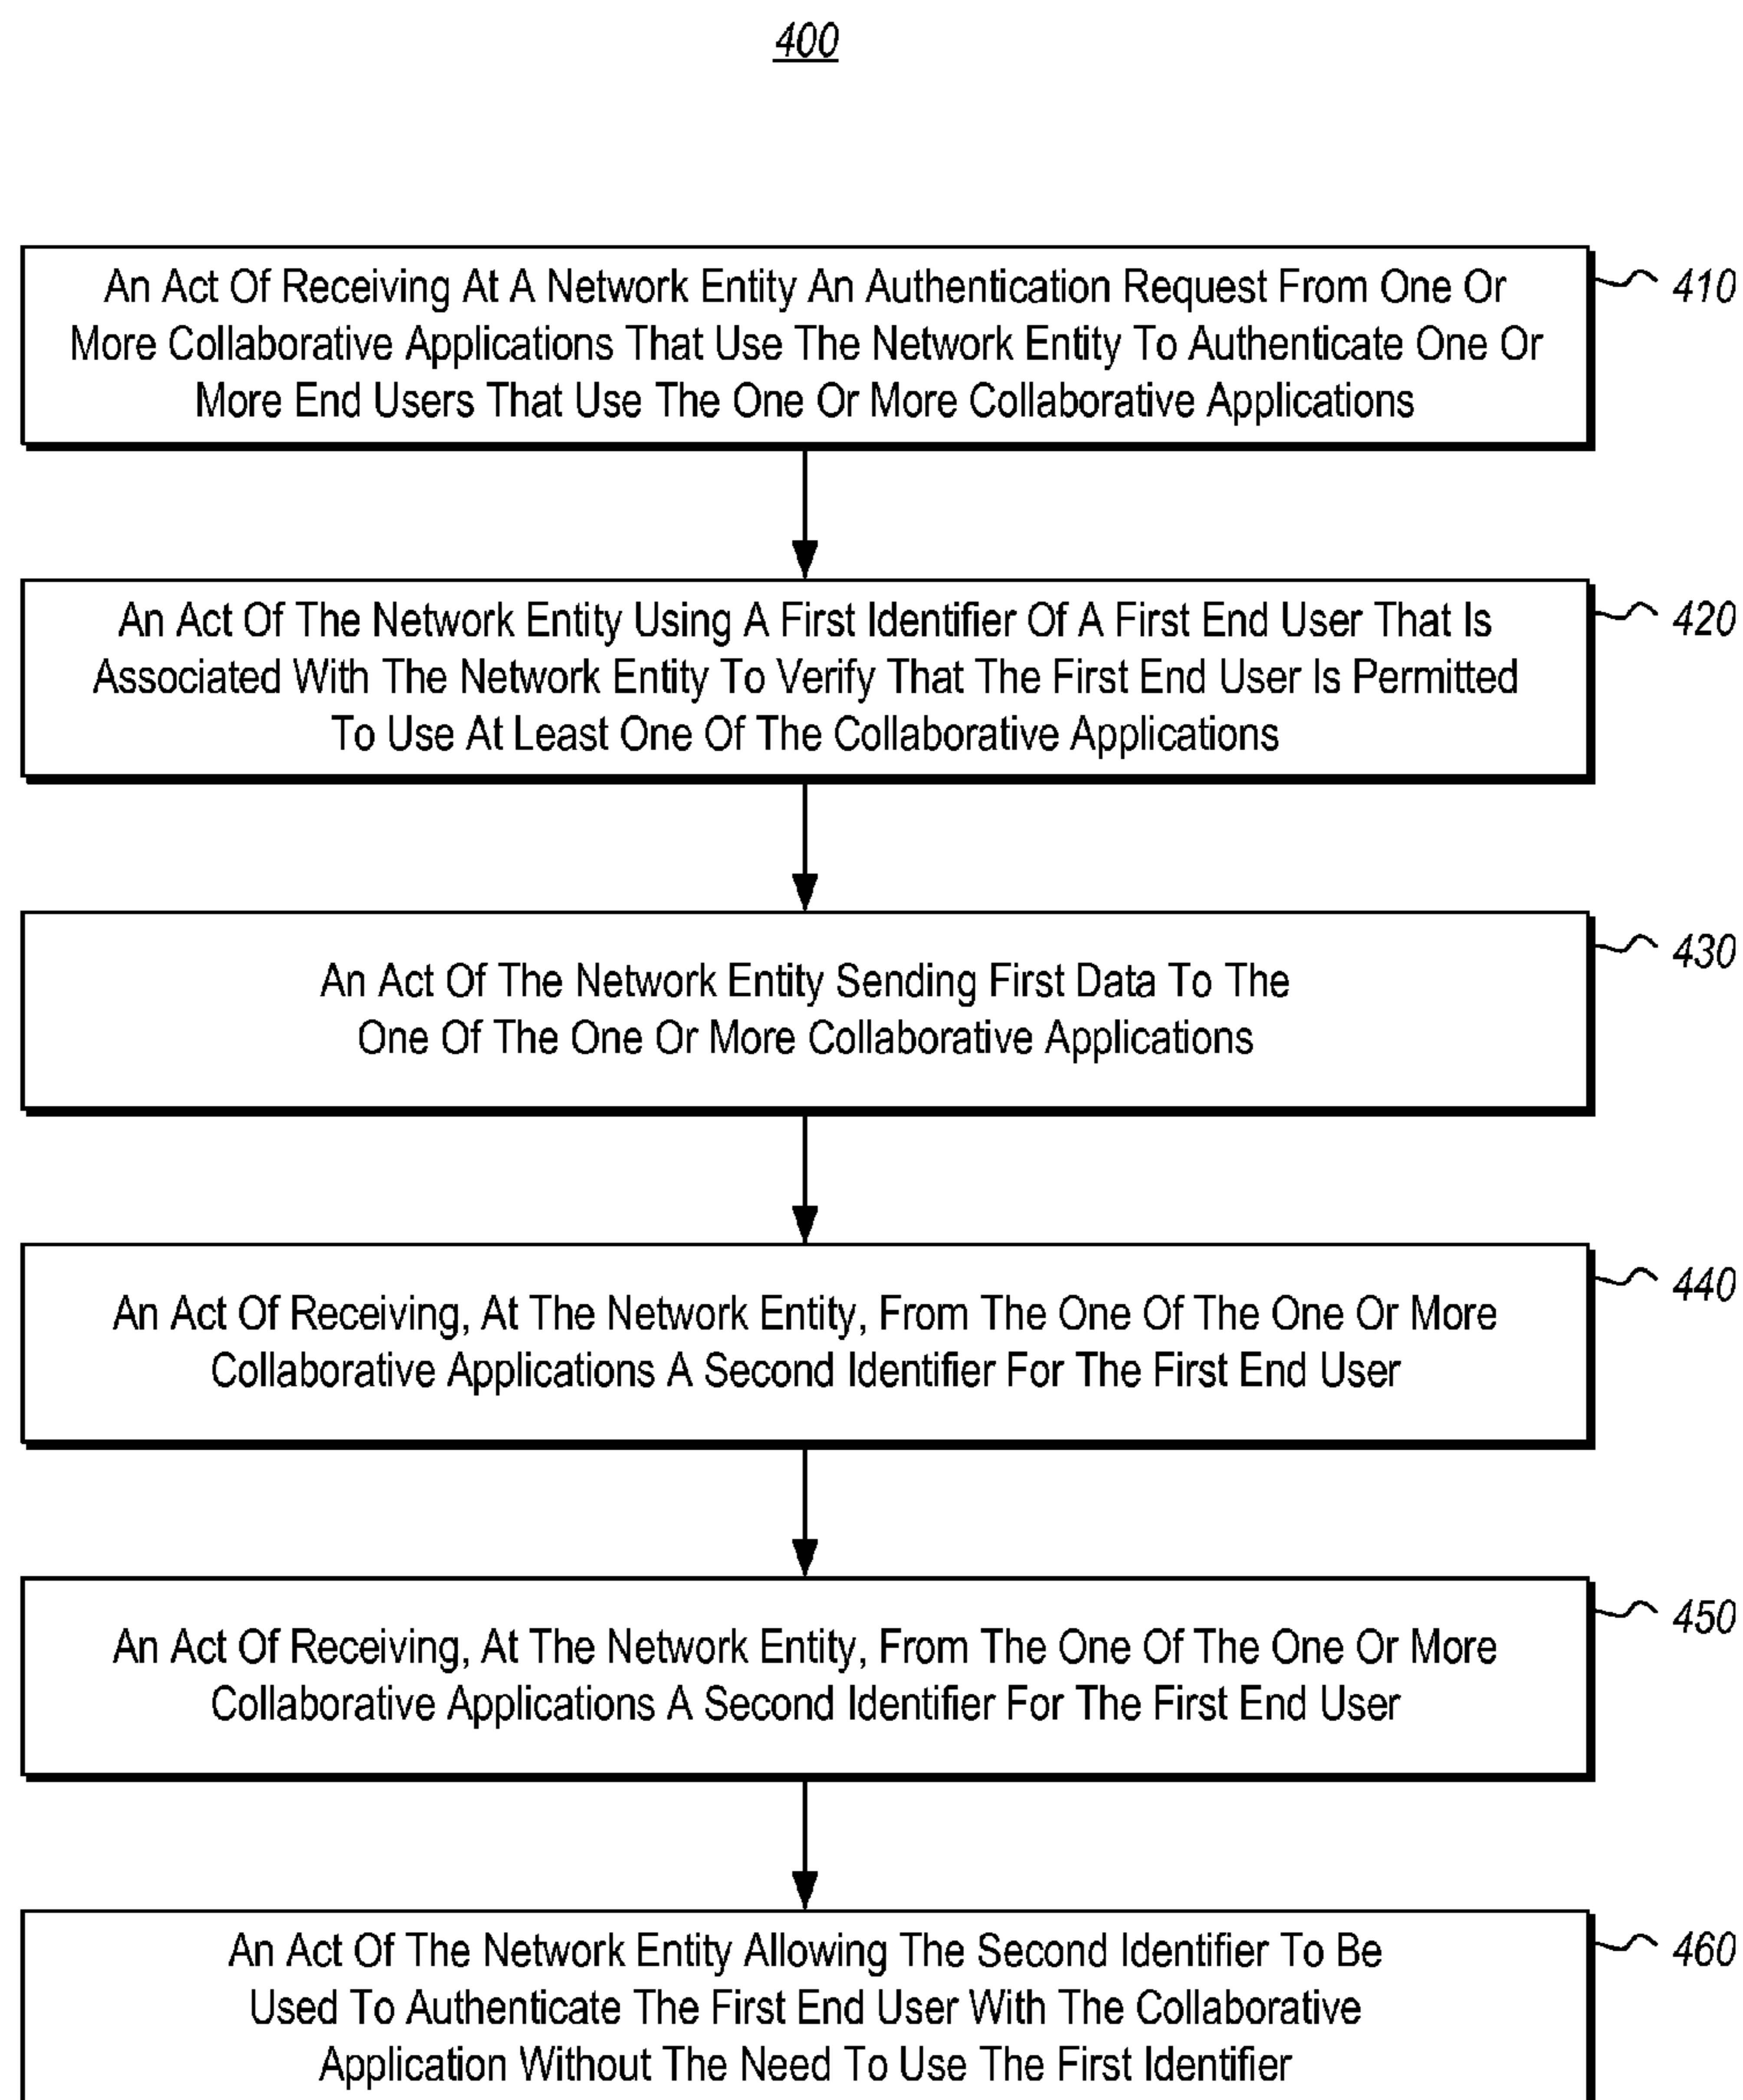 400
An Act Of Receiving At A Network Entity An Authentication Request From One Or
More Collaborative Applications That Use The Network Entity To Authenticate One Or
More End Users That Use The One Or More Collaborative Applications
410
An Act Of The Network Entity Using A First Identifier Of A First End User That Is
Associated With The Network Entity To Verify That The First End User Is Permitted
To Use At Least One Of The Collaborative Applications
420
An Act Of The Network Entity Sending First Data To The
One Of The One Or More Collaborative Applications
430
An Act Of Receiving, At The Network Entity, From The One Of The One Or More
Collaborative Applications A Second Identifier For The First End User
440
An Act Of Receiving, At The Network Entity, From The One Of The One Or More
Collaborative Applications A Second Identifier For The First End User
450
An Act Of The Network Entity Allowing The Second Identifier To Be
Used To Authenticate The First End User With The Collaborative
Application Without The Need To Use The First Identifier
460